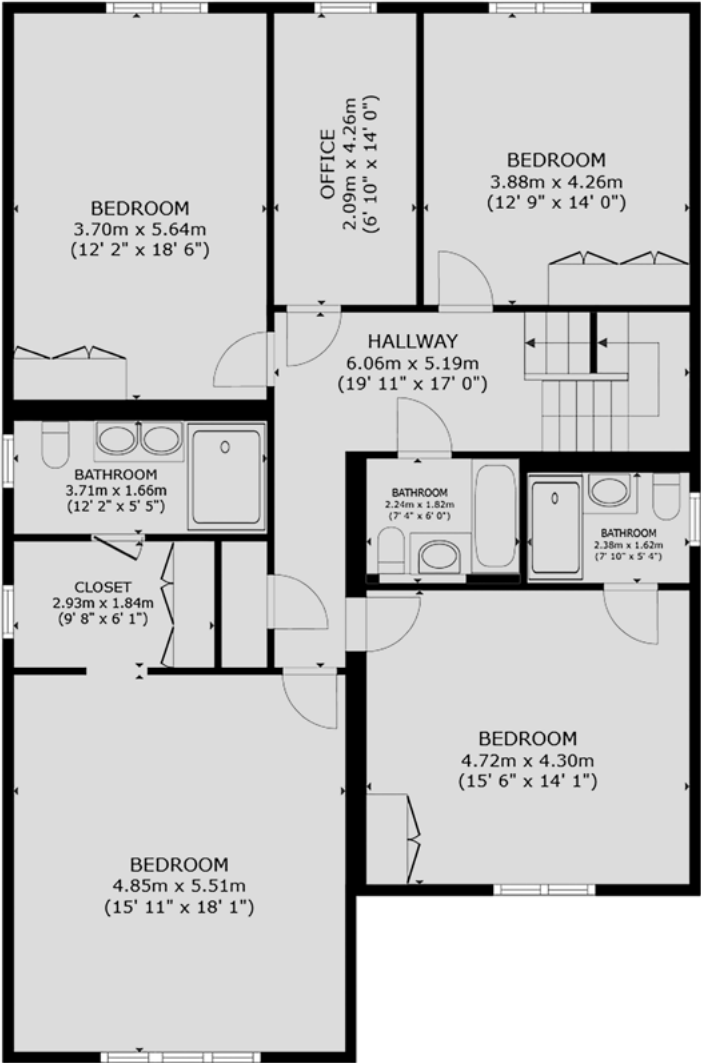 BEDROOM
3.70m x 5.64m
(12' 2" x 18' 6")
OFFICE
2.09m x 4.26m
(6' 10" x 14' 0")
BEDROOM
3.88m x 4.26m
(12' 9" x 14' 0")
HALLWAY
6.06m x 5.19m
(19' 11" x 17' 0")
BATHROOM
3.71m x 1.66m
(12' 2" x 5' 5")
BATHROOM
2.24m x 1.82m
(7' 4" x 6' 0")
BATHROOM
2.38m x 1.62m
(7' 10" x 5' 4")
CLOSET
2.93m x 1.84m
(9' 8" x 6' 1")
BEDROOM
4.72m x 4.30m
(15' 6" x 14' 1")
BEDROOM
4.85m x 5.51m
(15' 11" x 18' 1")